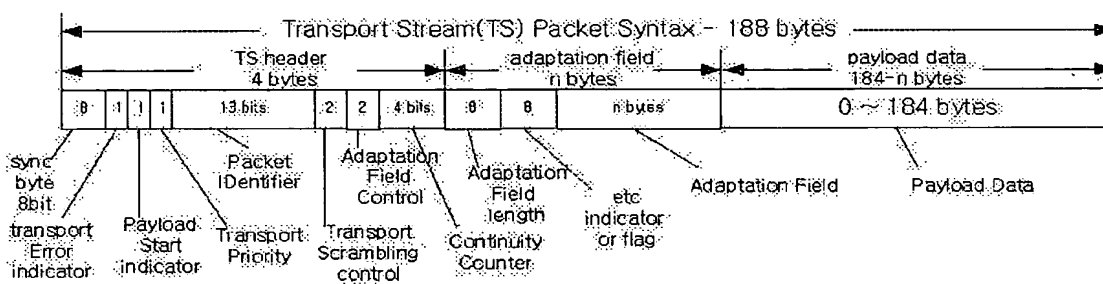 Transport Stream(TS) Packet Syntax - 188 bytes
TS header
4 bytes
adaptation field
n bytes
payload data
184-n bytes
8 1 1 1 13 bits 2 2 4 bits 8 8 n bytes 0 ~ 184 bytes
sync
byte
8bit
transport
Error
indicator
Payload
Start
indicator
Transport
Priority
Packet
IDentifier
Transport
Scrambling
control
Adaptation
Field
Control
Continuity
Counter
Adaptation
Field
length
etc
indicator
or flag
Adaptation Field
Payload Data